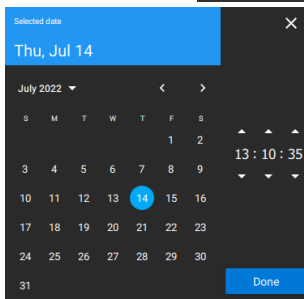 Selected date
Thu, Jul 14
July 2022
S M T W T F S
1 2
3 4 5 6 7 8 9
13 : 10 : 35
10 11 12 13 14 15 16
17 18 19 20 21 22 23
24 25 26 27 28 29 30
31
Done